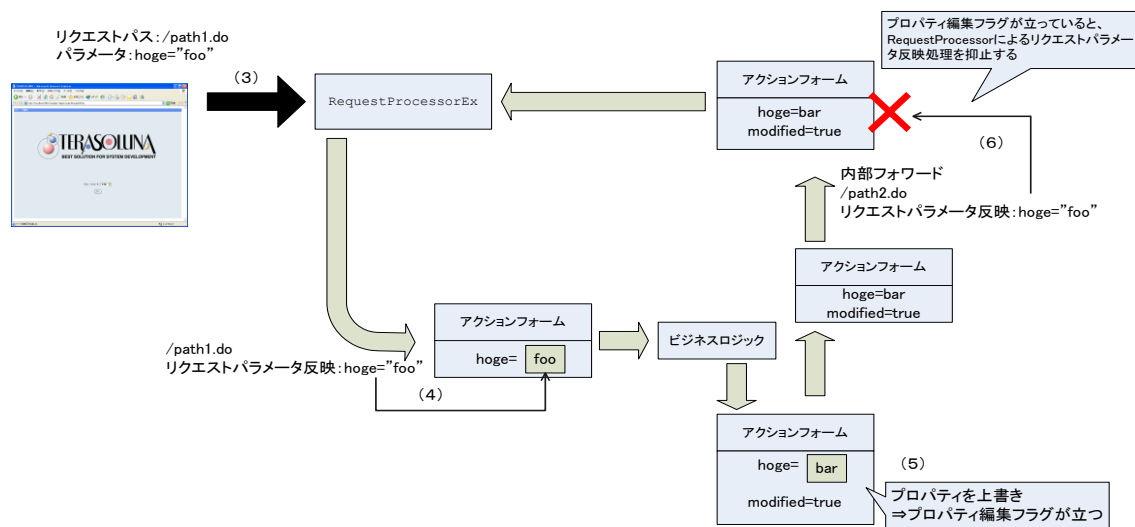 リクエストパス:/path1.do
パラメータ:hoge="foo"
(3)
RequestProcessorEx
TERASOLUNA
BEST SOLUTION FOR SYSTEM DEVELOPMENT
プロパティ編集フラグが立っていると、
RequestProcessorによるリクエストパラメー
タ反映処理を抑止する
アクションフォーム
hoge=bar
modified=true
(6)
内部フォワード
/path2.do
リクエストパラメータ反映:hoge="foo"
アクションフォーム
hoge=bar
modified=true
/path1.do
リクエストパラメータ反映:hoge="foo"
(4)
アクションフォーム
hoge= foo
ビジネスロジック
アクションフォーム
hoge= bar
modified=true
(5)
プロパティを上書き
⇒プロパティ編集フラグが立つ